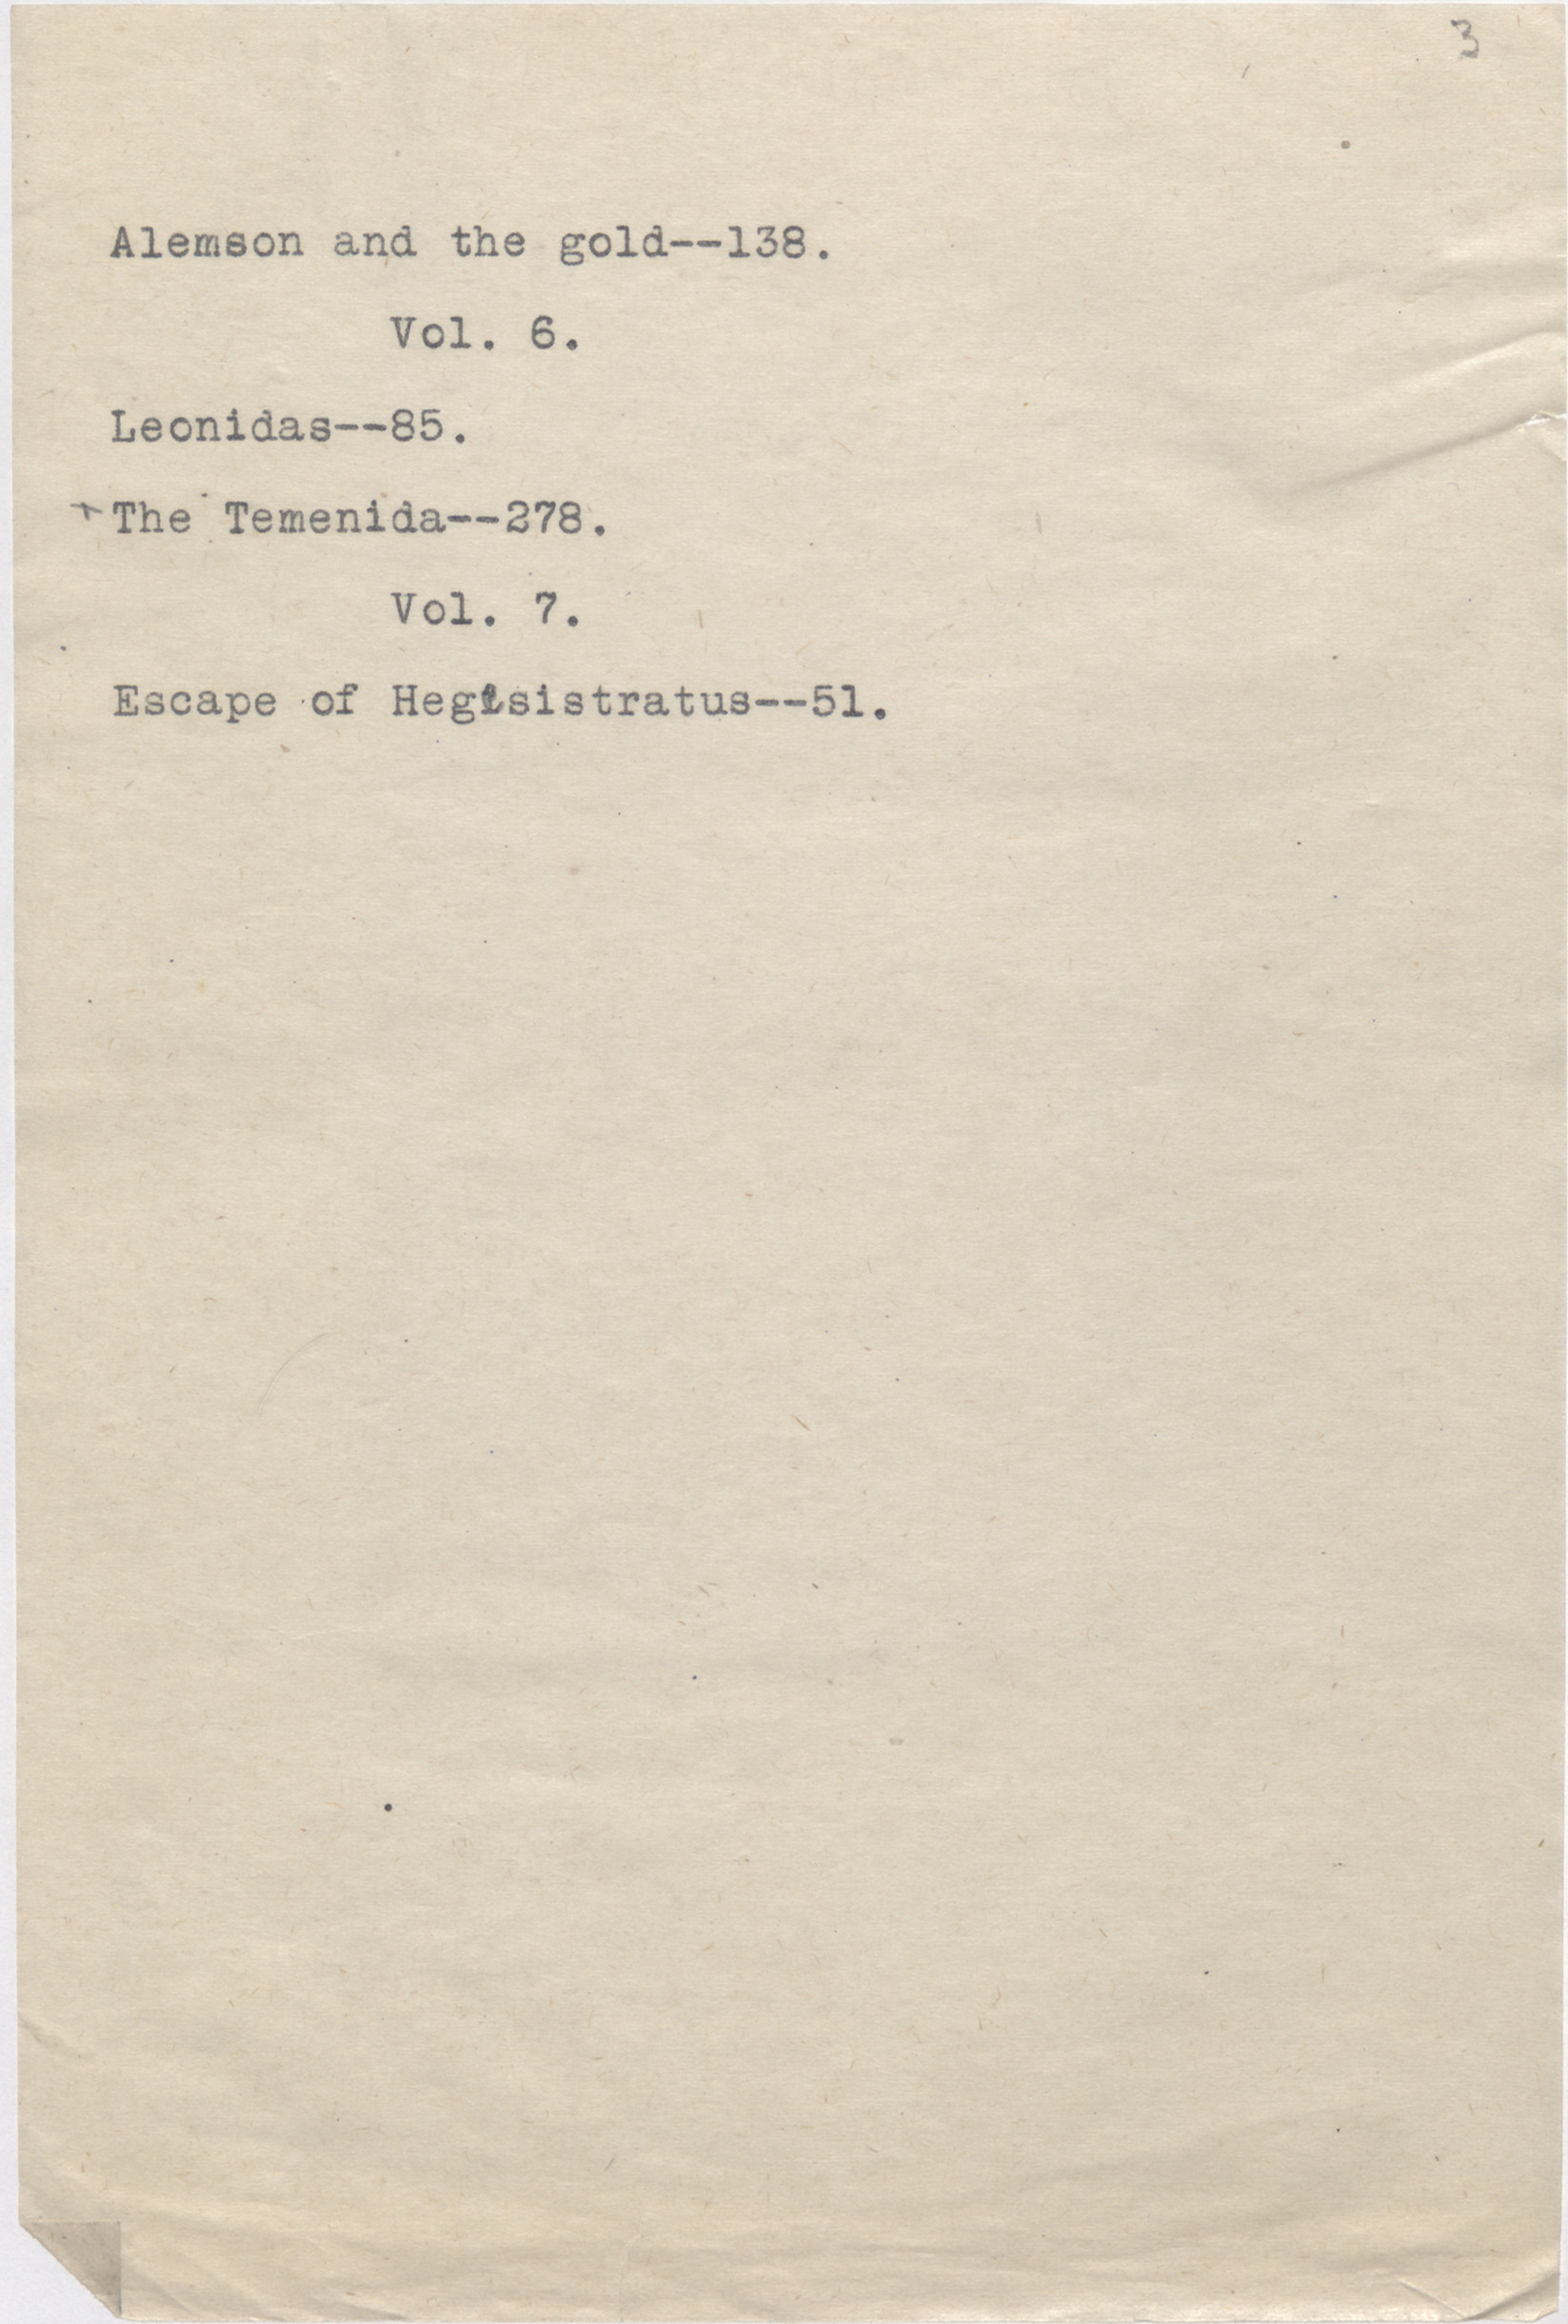 3
Alemson and the gold--138.
Vol. 6.
Leonidas--85.
+ The Temenida--278.
Vol. 7.
Escape of Hegesistratus--51.